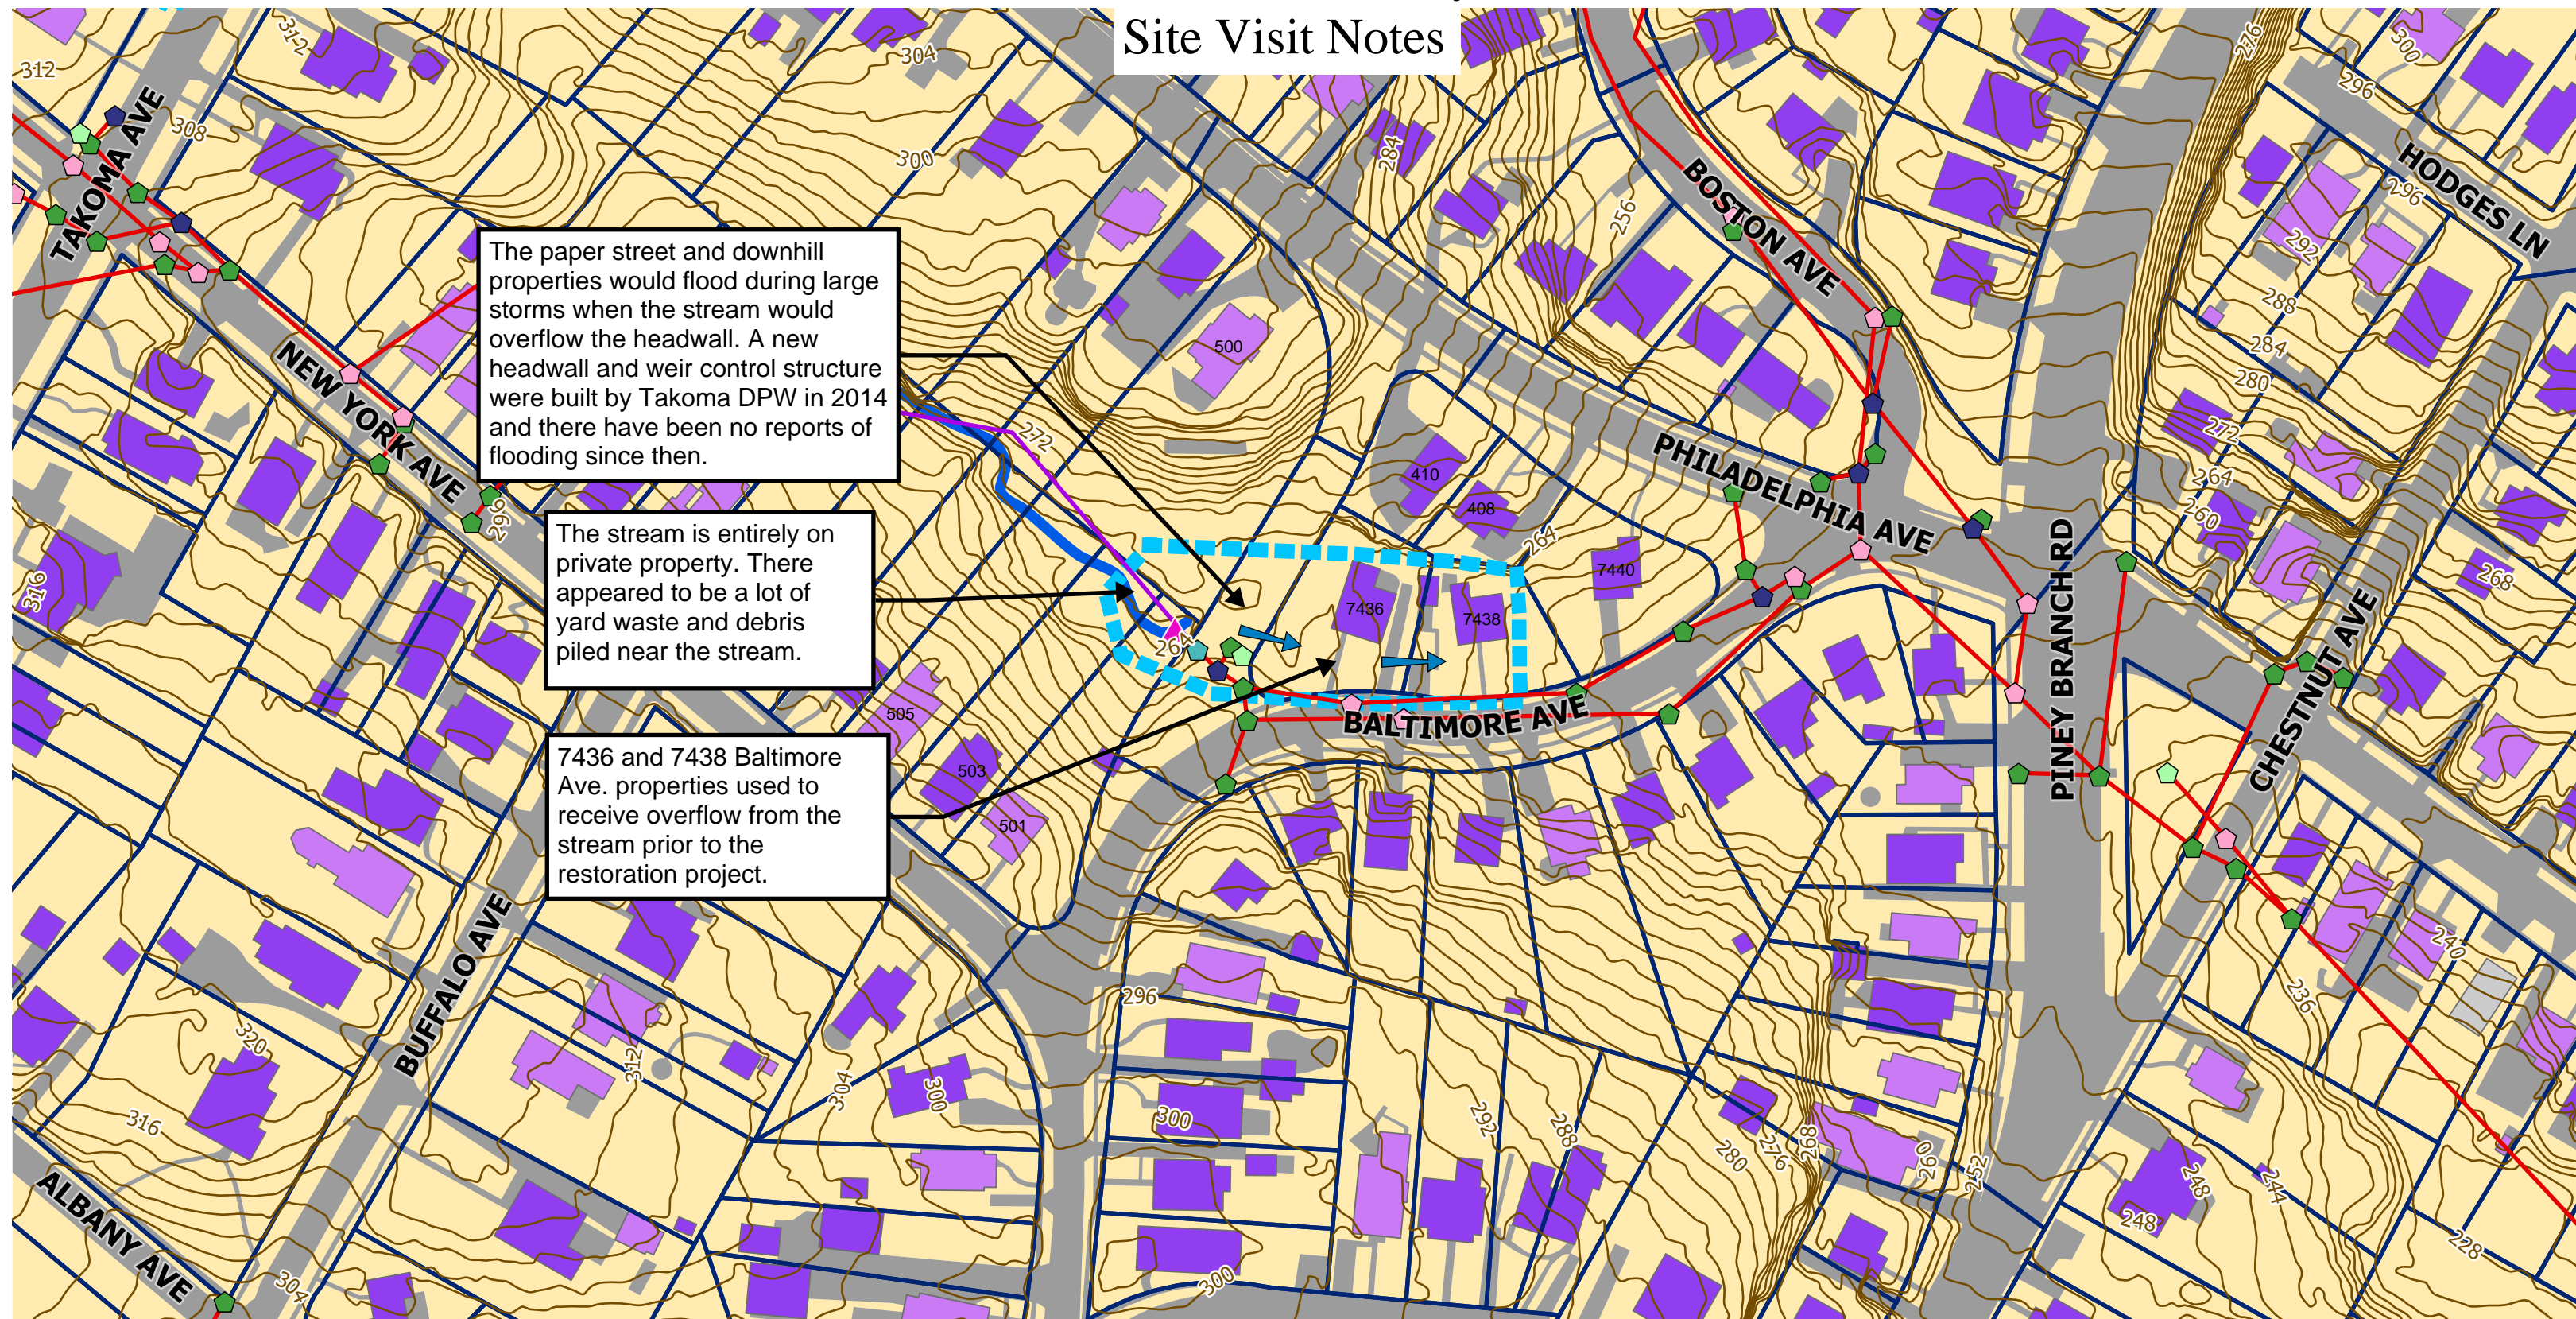 Site Visit Notes
312
312
304
276
300
296
TAKOMA AVE
308
300
284
256
BOSTON AVE
HODGES LN
296
292
288
284
280
272
264
260
268
The paper street and downhill
properties would flood during large
storms when the stream would
overflow the headwall. A new
headwall and weir control structure
were built by Takoma DPW in 2014
and there have been no reports of
flooding since then.
500
NEW YORK AVE
296
272
410
408
PHILADELPHIA AVE
264
The stream is entirely on
private property. There
appeared to be a lot of
yard waste and debris
piled near the stream.
316
7436
7438
7440
264
PINEY BRANCH RD
CHESTNUT AVE
BALTIMORE AVE
505
503
501
7436 and 7438 Baltimore
Ave. properties used to
receive overflow from the
stream prior to the
restoration project.
BUFFALO AVE
296
240
236
320
312
304
300
300
292
288
280
276
268
260
252
248
244
248
228
316
ALBANY AVE
304
300